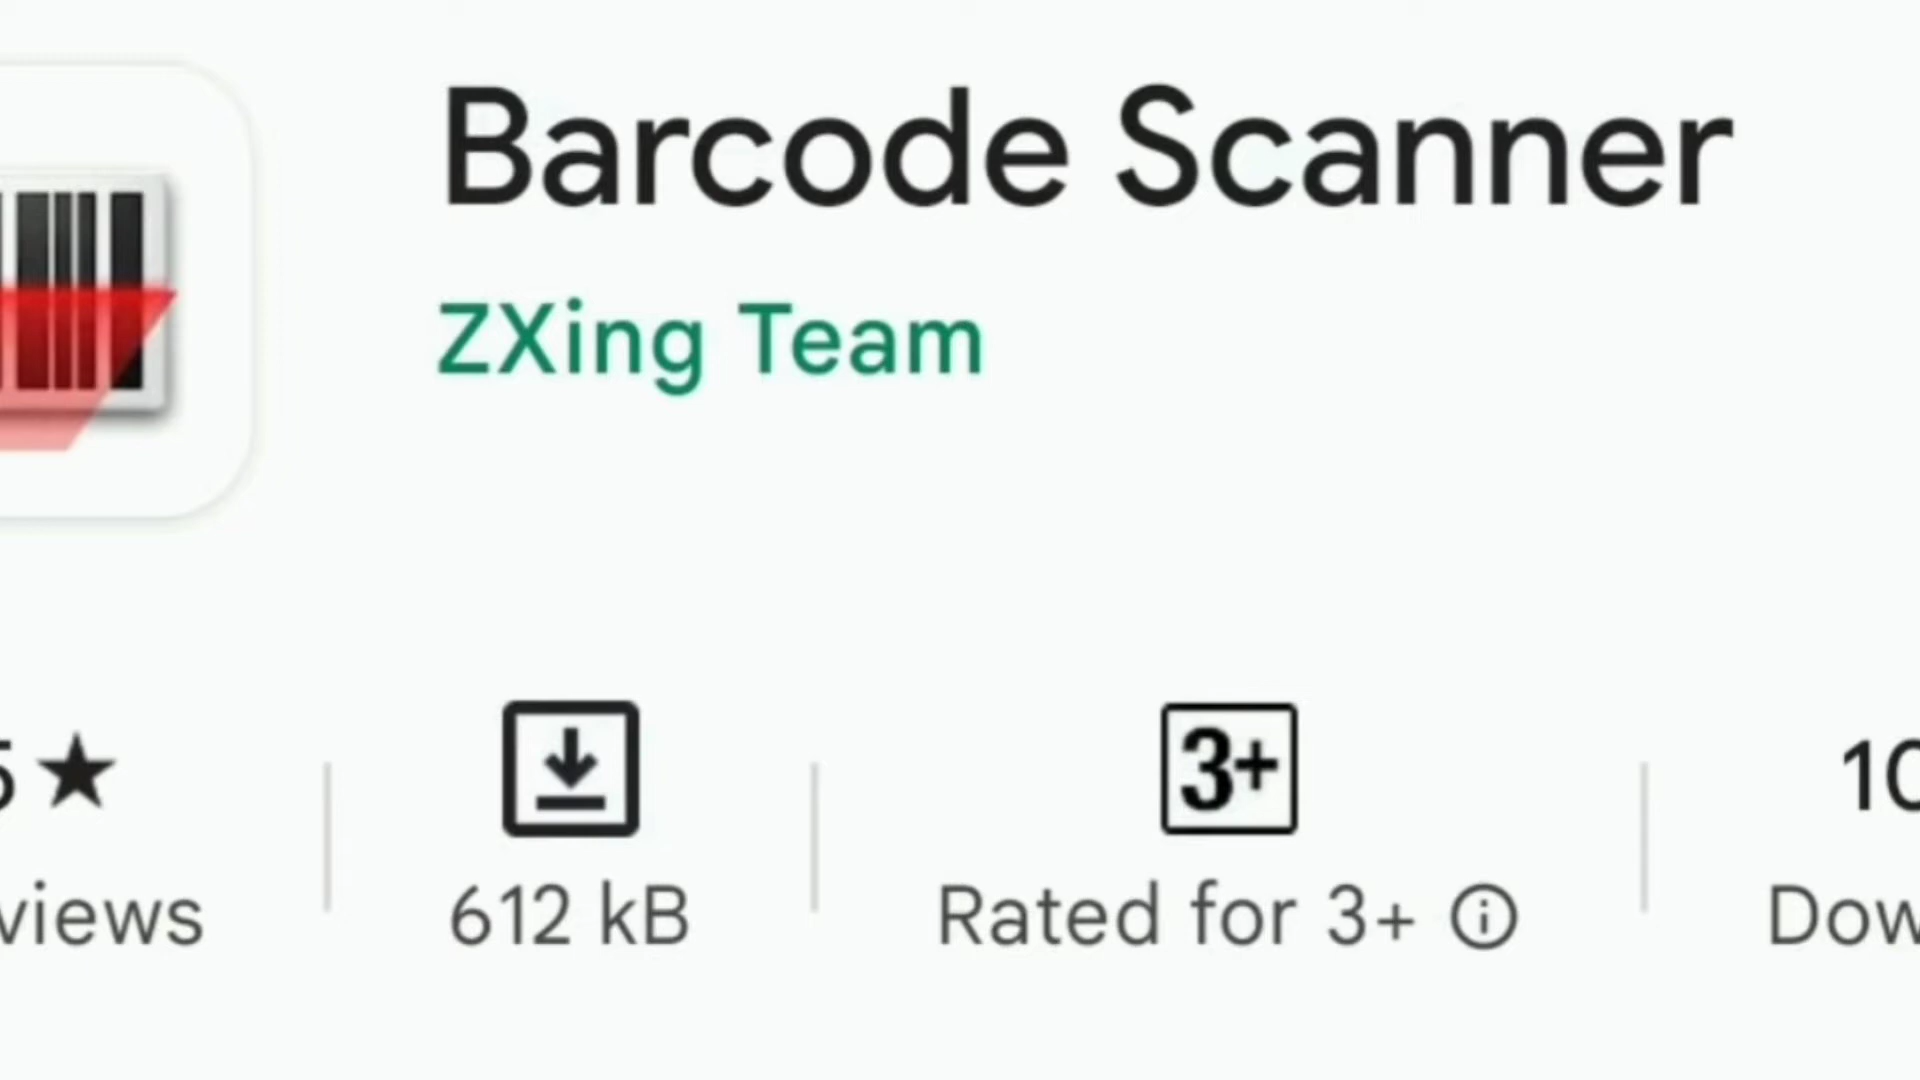 Barcode Scanner
ZXing Team
5★
views
612 kB
3+
Rated for 3+
10
Dow